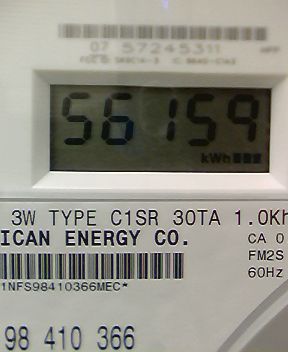 07 57245311
56159
kWh
3W TYPE C1SR 30TA 1.0Kh
ICAN ENERGY CO.
CA 0
FM2S
60Hz
1NFS98410366MEC*
98 410 366